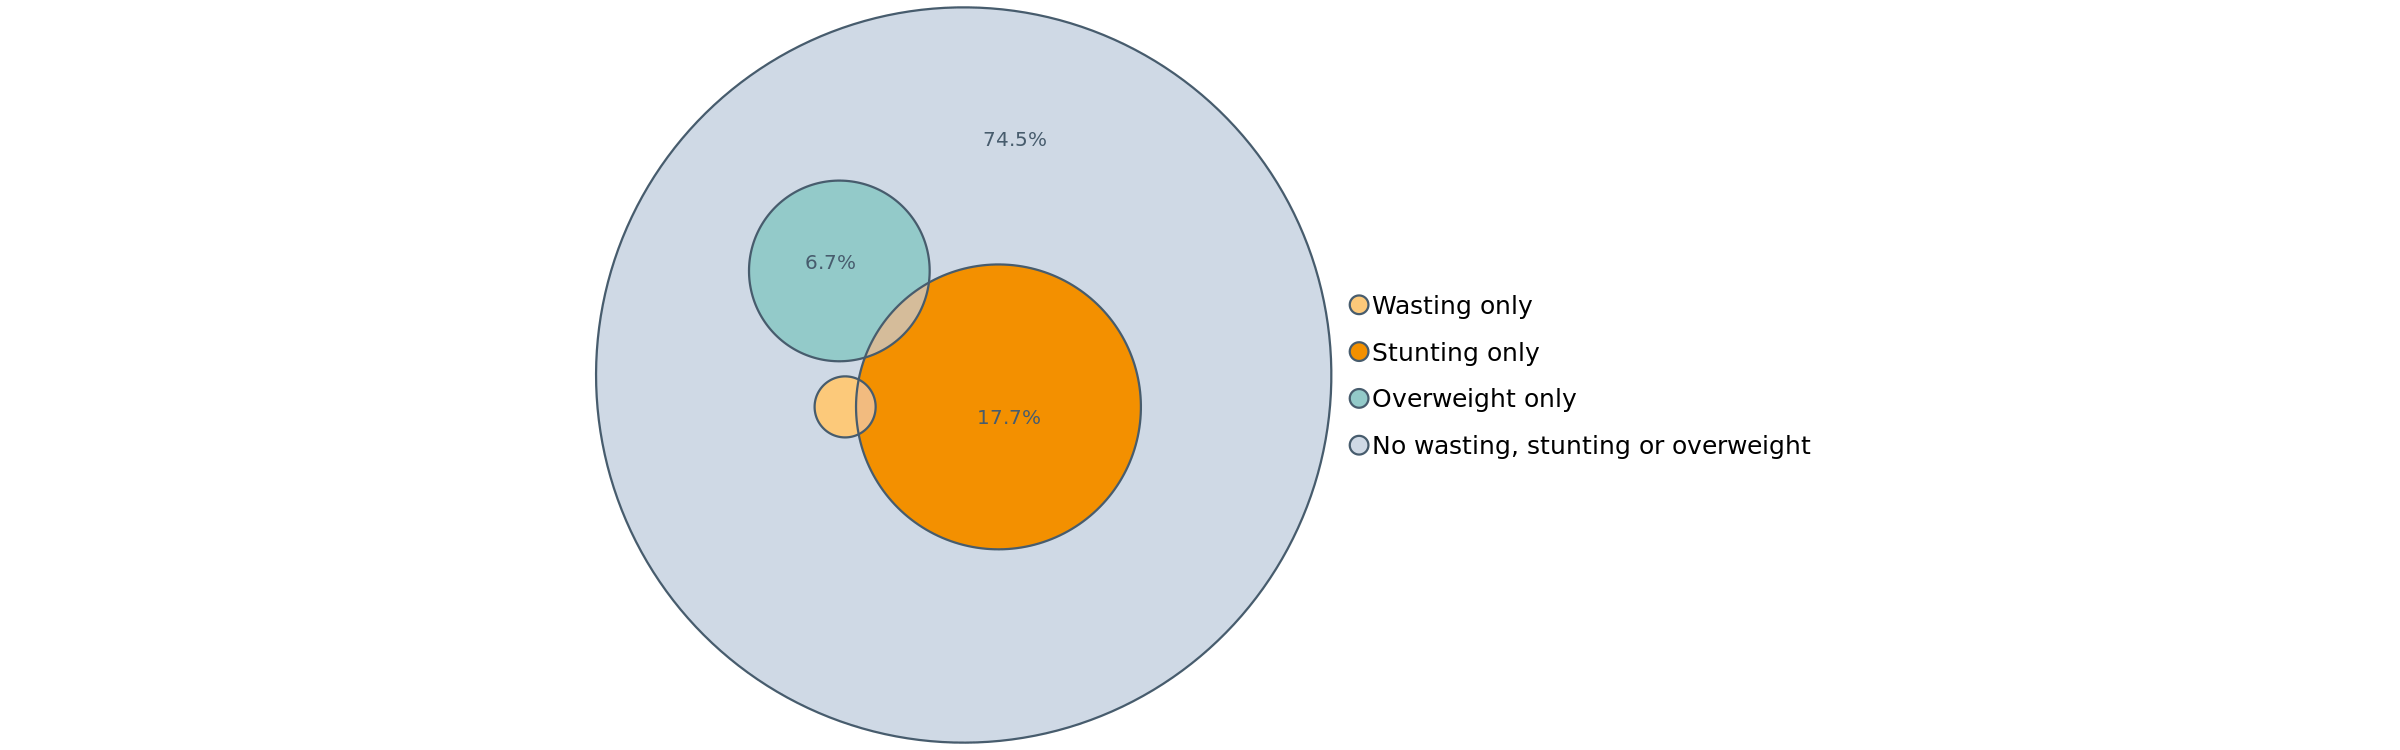 74.5%
6.7%
17.7%
Wasting only
Stunting only
Overweight only
No wasting, stunting or overweight